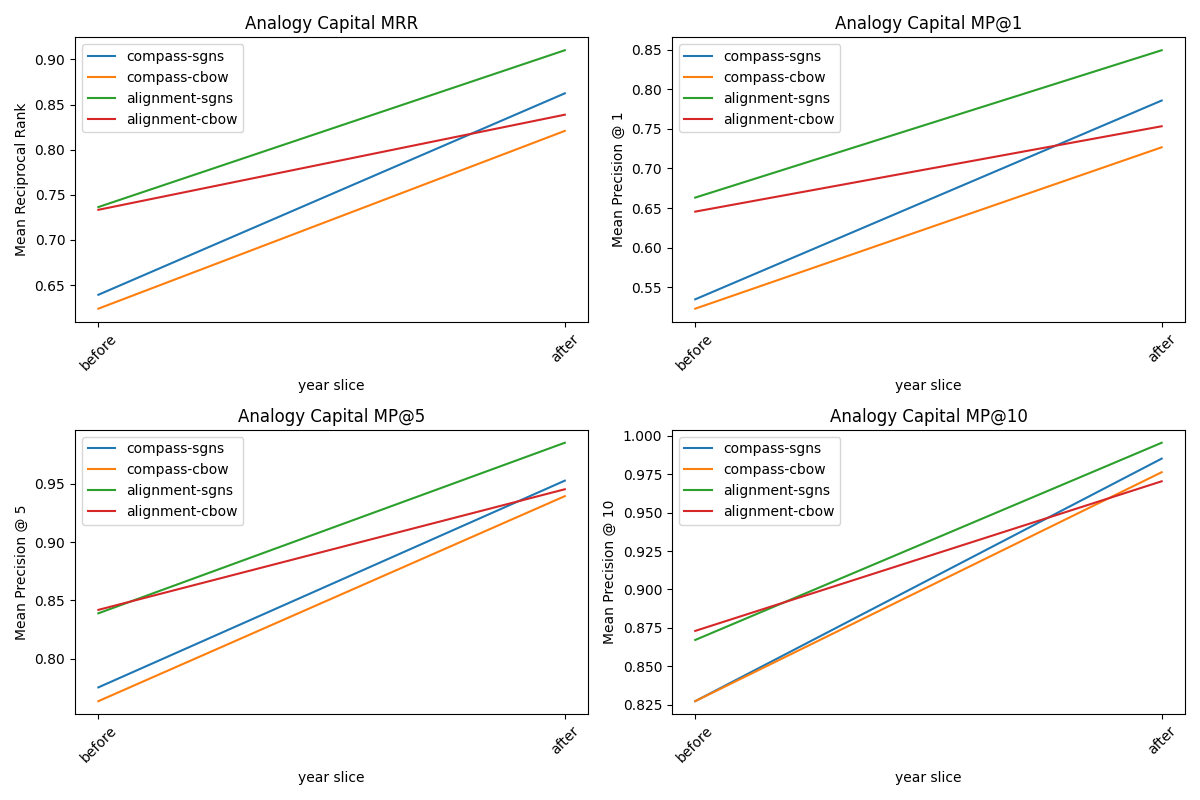 Analogy Capital MRR
Mean Reciprocal Rank
0.90
0.85
0.80
0.75
0.70
0.65
compass-sgns
compass-cbow
alignment-sgns
alignment-cbow
before
after
year slice
Analogy Capital MP@1
Mean Precision @ 1
0.85
0.80
0.75
0.70
0.65
0.60
0.55
compass-sgns
compass-cbow
alignment-sgns
alignment-cbow
before
after
year slice
Analogy Capital MP@5
Mean Precision @ 5
0.95
0.90
0.85
0.80
compass-sgns
compass-cbow
alignment-sgns
alignment-cbow
before
after
year slice
Analogy Capital MP@10
Mean Precision @ 10
1.000
0.975
0.950
0.925
0.900
0.875
0.850
0.825
compass-sgns
compass-cbow
alignment-sgns
alignment-cbow
before
after
year slice